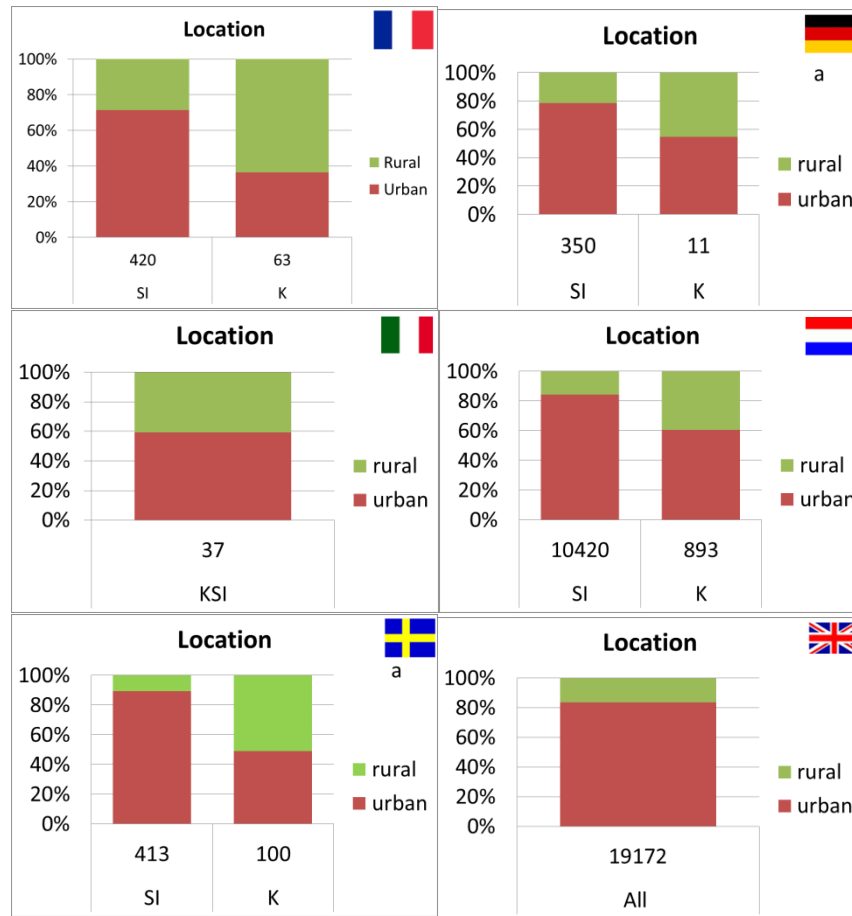 Location
100%
80%
60%
40%
20%
0%
Rural
Urban
420 63
SI K
Location
a
100%
80%
60%
40%
20%
0%
rural
urban
350 11
SI K
Location
100%
80%
60%
40%
20%
0%
rural
urban
37
KSI
Location
100%
80%
60%
40%
20%
0%
rural
urban
10420 893
SI K
Location
a
100%
80%
60%
40%
20%
0%
rural
urban
413 100
SI K
Location
100%
80%
60%
40%
20%
0%
rural
urban
19172
All